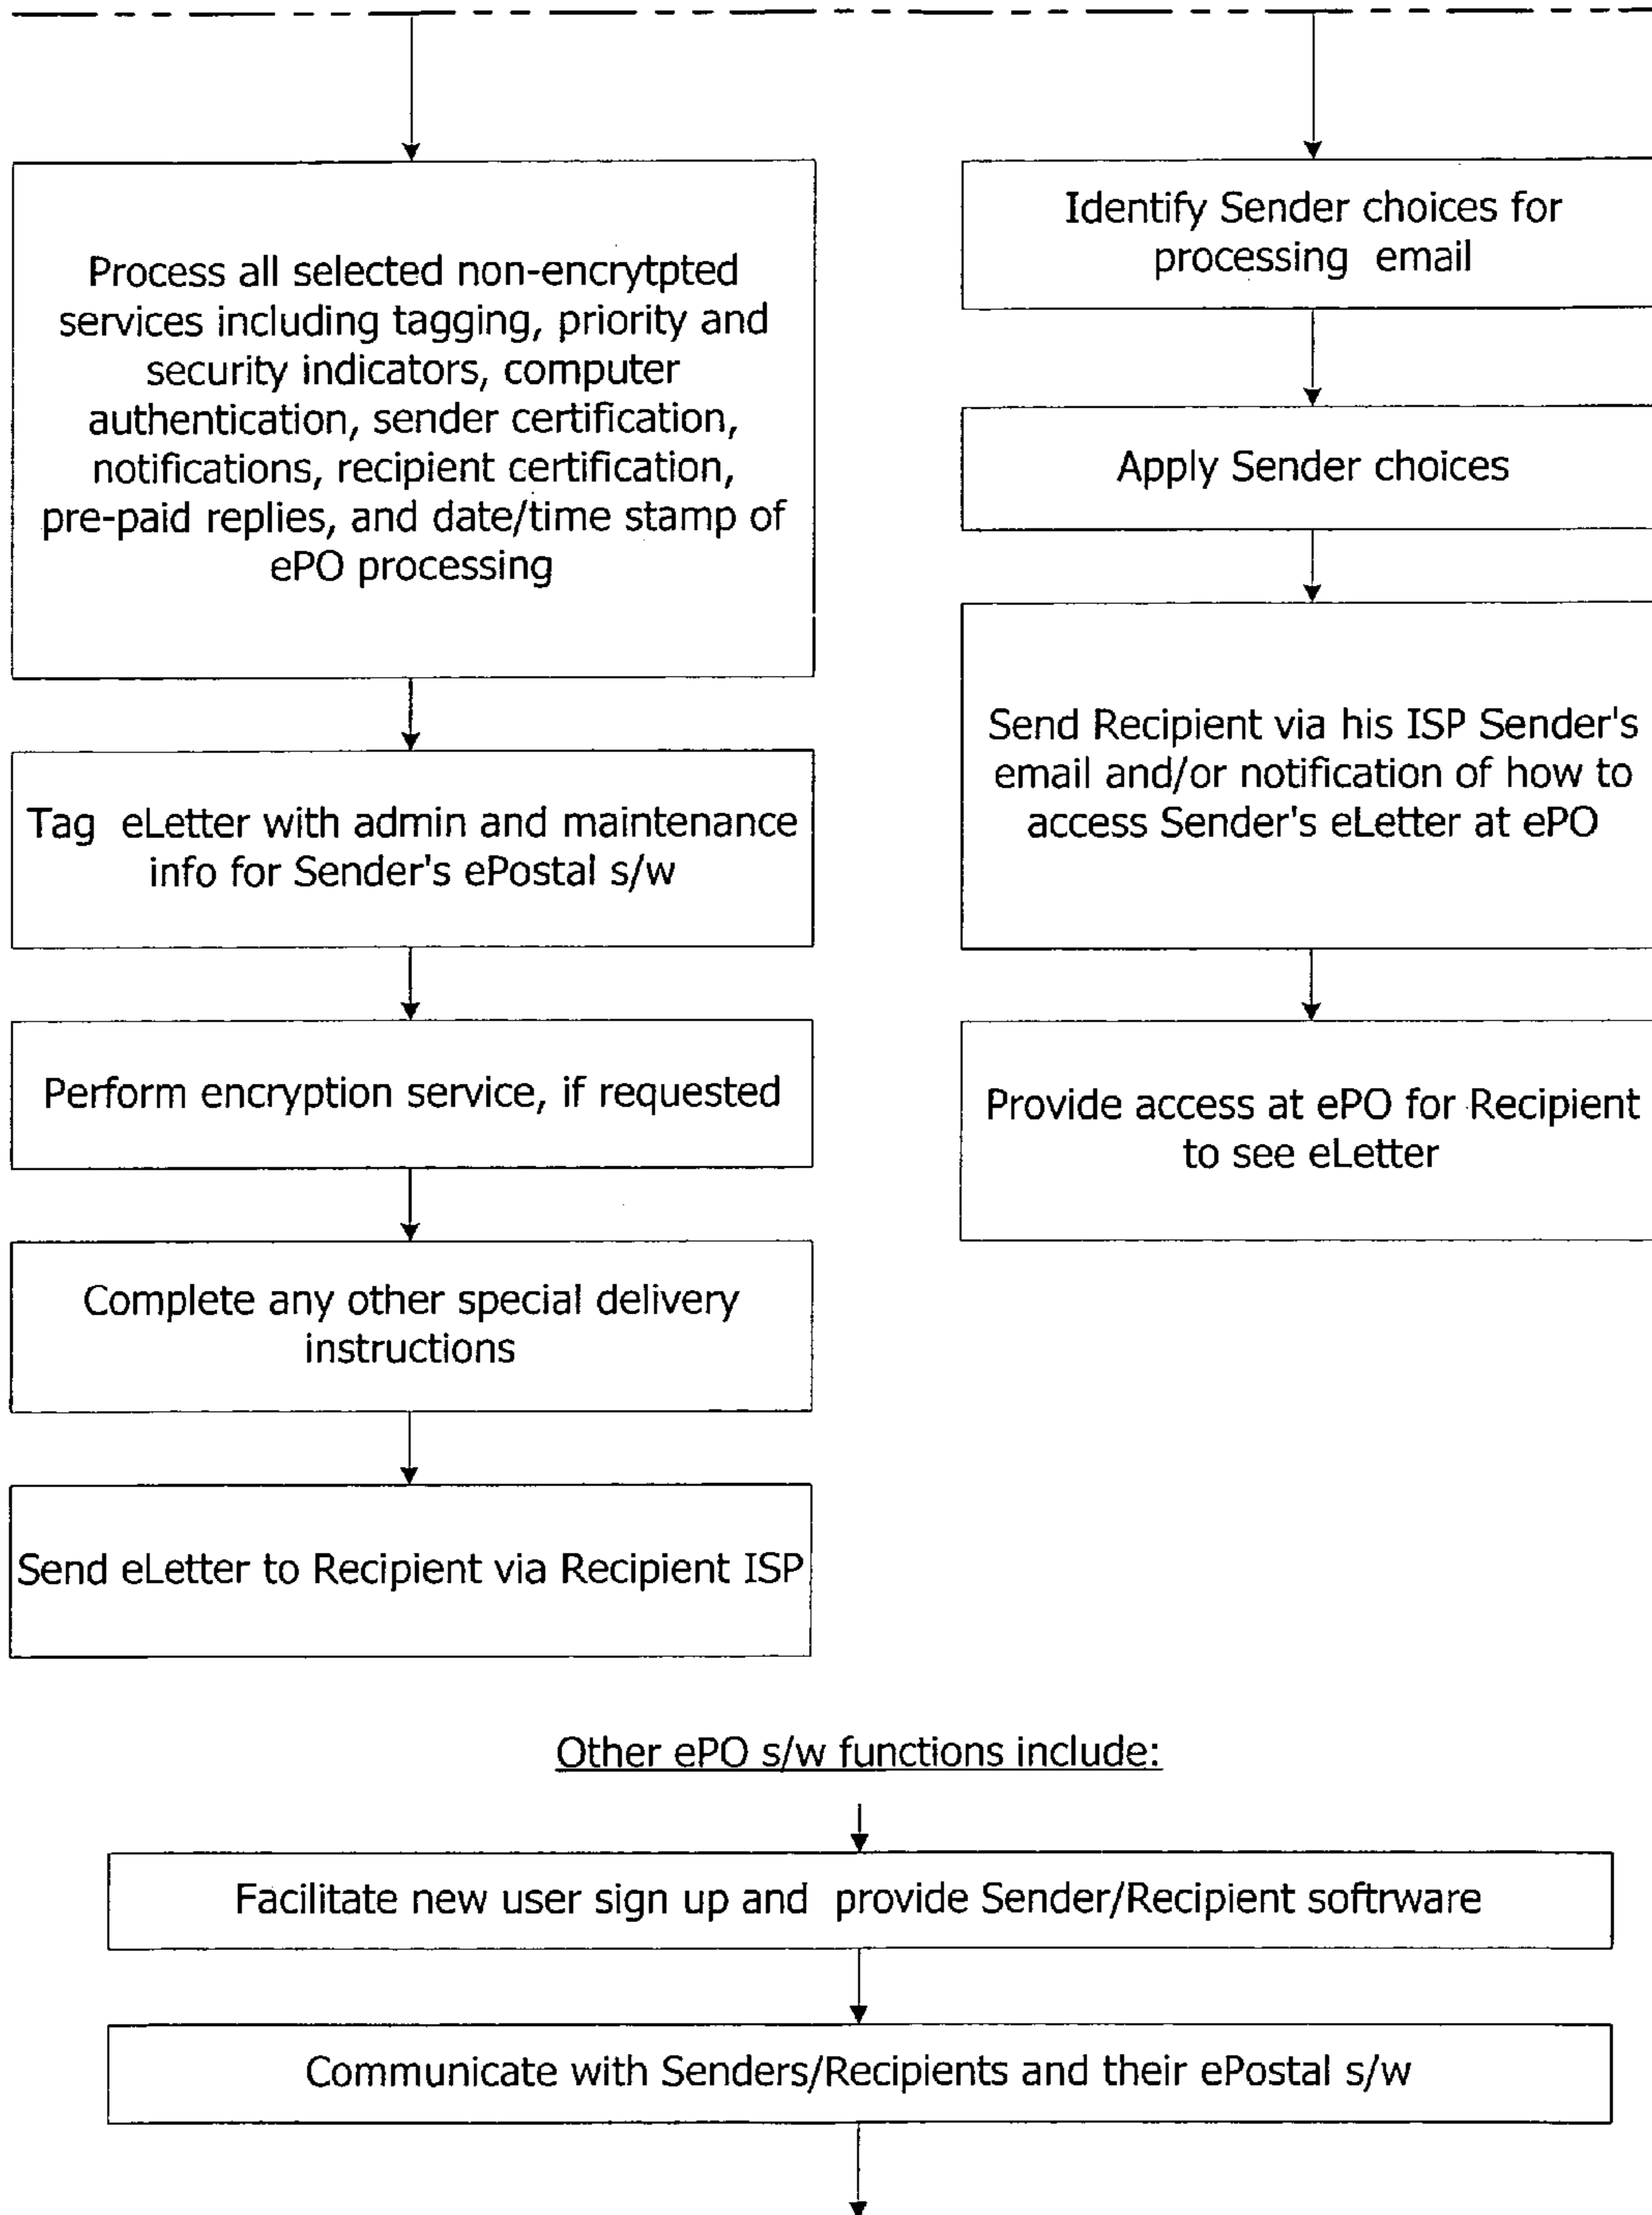 Process all selected non-encrytpted
services including tagging, priority and
security indicators, computer
authentication, sender certification,
notifications, recipient certification,
pre-paid replies, and date/time stamp of
ePO processing
Tag eLetter with admin and maintenance
info for Sender's ePostal s/w
Perform encryption service, if requested
Complete any other special delivery
instructions
Send eLetter to Recipient via Recipient ISP
Identify Sender choices for
processing email
Apply Sender choices
Send Recipient via his ISP Sender's
email and/or notification of how to
access Sender's eLetter at ePO
Provide access at ePO for Recipient
to see eLetter
Other ePO s/w functions include:
Facilitate new user sign up and provide Sender/Recipient softrware
Communicate with Senders/Recipients and their ePostal s/w